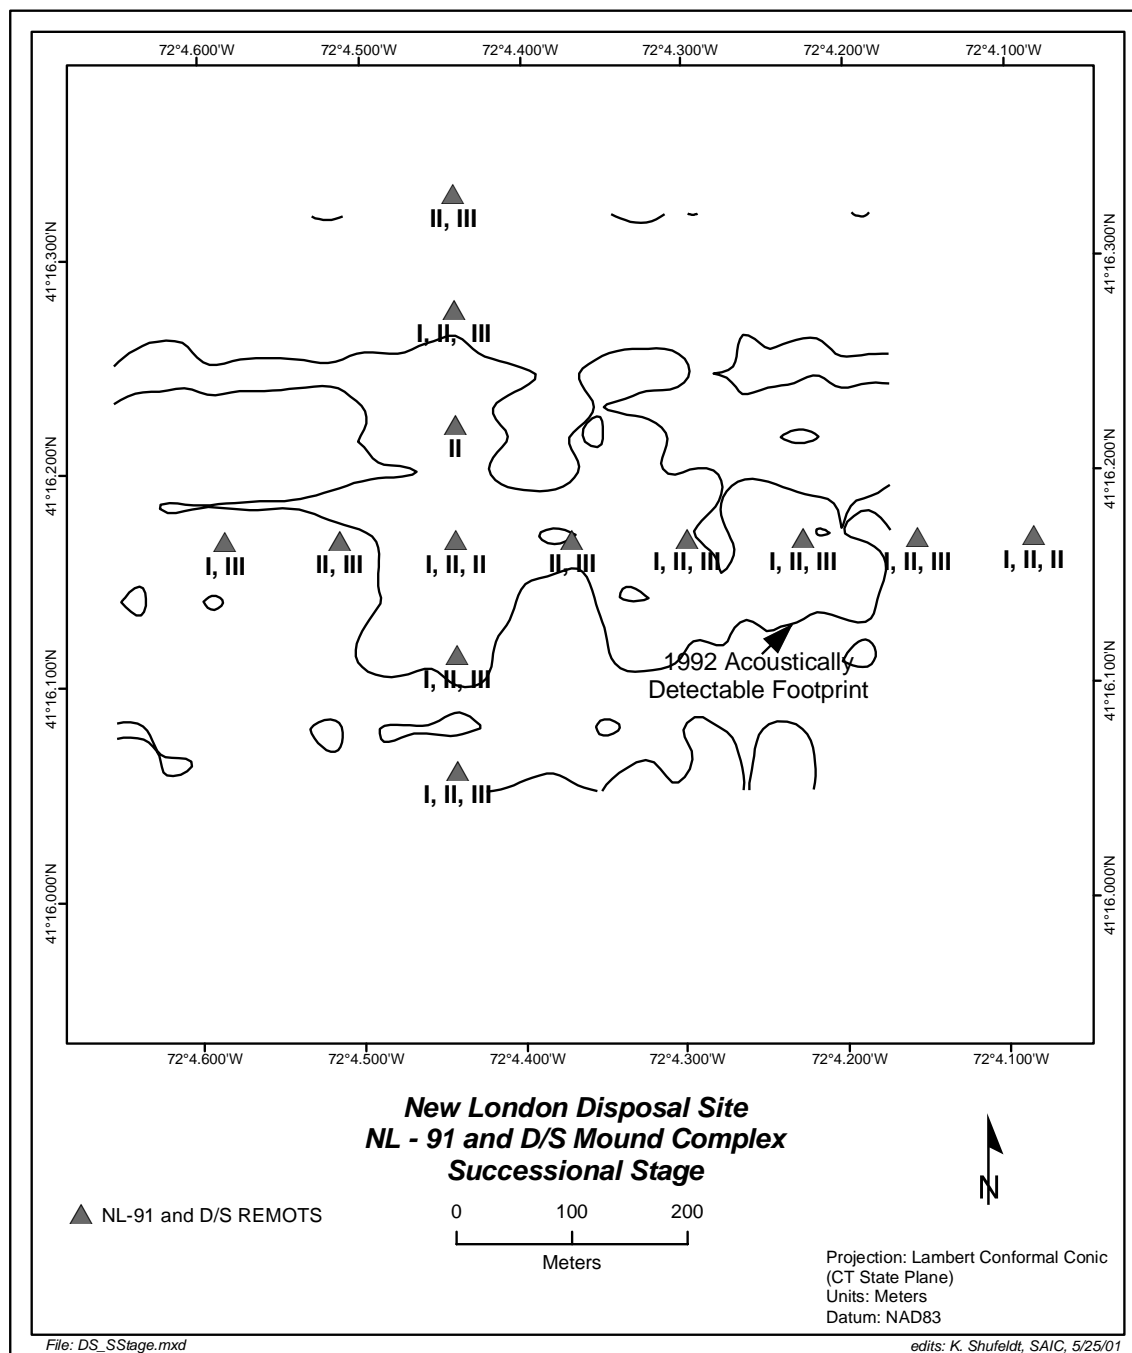 72°4.600'W 72°4.500'W 72°4.400'W 72°4.300'W 72°4.200'W 72°4.100'W
II, III
41°16.300'N 41°16.300'N
I, II, III
II
41°16.200'N 41°16.200'N
I, III II, III I, II, II II, III I, II, III I, II, III I, II, III I, II, II
1992 Acoustically
Detectable Footprint
I, II, III
41°16.100'N 41°16.100'N
I, II, III
41°16.000'N 41°16.000'N
72°4.600'W 72°4.500'W 72°4.400'W 72°4.300'W 72°4.200'W 72°4.100'W
New London Disposal Site
NL - 91 and D/S Mound Complex
Successional Stage
N
NL-91 and D/S REMOTS
0 100 200
Meters
Projection: Lambert Conformal Conic
(CT State Plane)
Units: Meters
Datum: NAD83
File: DS_SStage.mxd
edits: K. Shufeldt, SAIC, 5/25/01